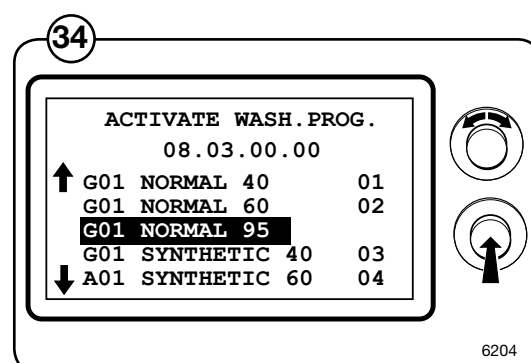 34
ACTIVATE WASH.PROG.
08.03.00.00
G01 NORMAL 40 01
G01 NORMAL 60 02
G01 NORMAL 95
G01 SYNTHETIC 40 03
A01 SYNTHETIC 60 04
6204